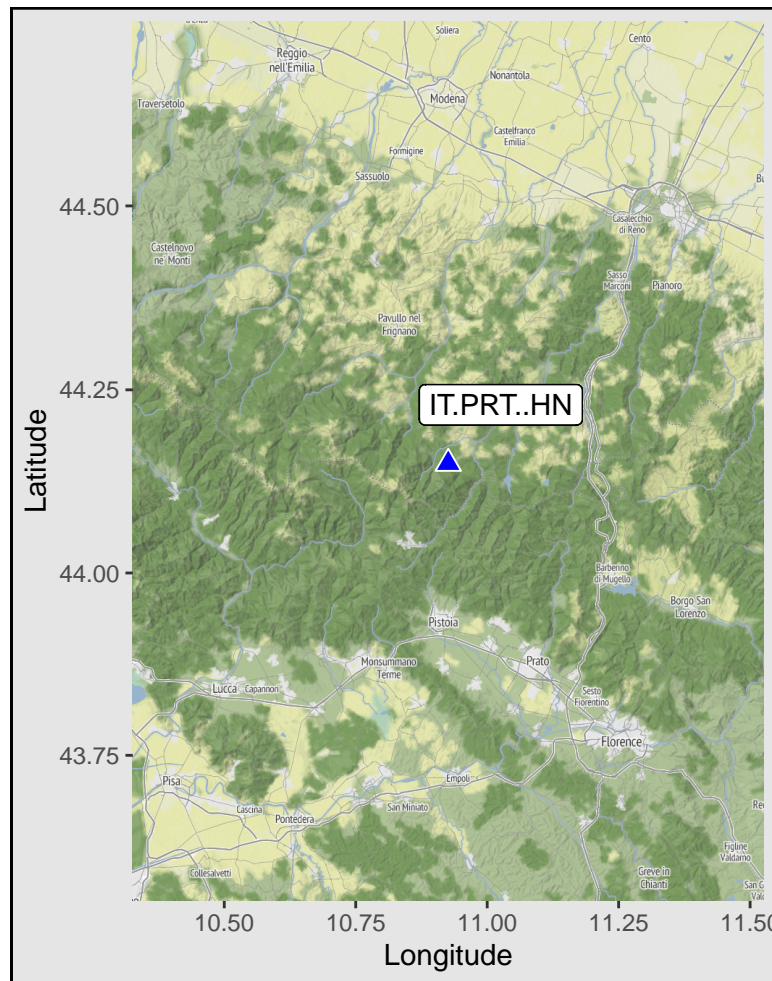 Soliera
Cento
Reggio
nell'Emilia
Nonantola
Traversetolo
Modena
Castelfranco
Emilia
Formigine
Sassuolo
44.50
Casalecchio
di Reno
Castelnovo
ne' Monti
Sasso
Marconi
Pianoro
Pavullo nel
Frignano
44.25
IT.PRT..HN
Latitude
44.00
Barberino
di Mugello
Borgo San
Lorenzo
Pistoia
Monsummano
Terme
Prato
Lucca
Capannori
Sesto
Fiorentino
Florence
43.75
Pisa
Empoli
Cascina
San Miniato
Pontedera
Figline
Valdarno
Collesalvetti
Greve in
Chianti
10.50
10.75
11.00
11.25
11.50
Longitude